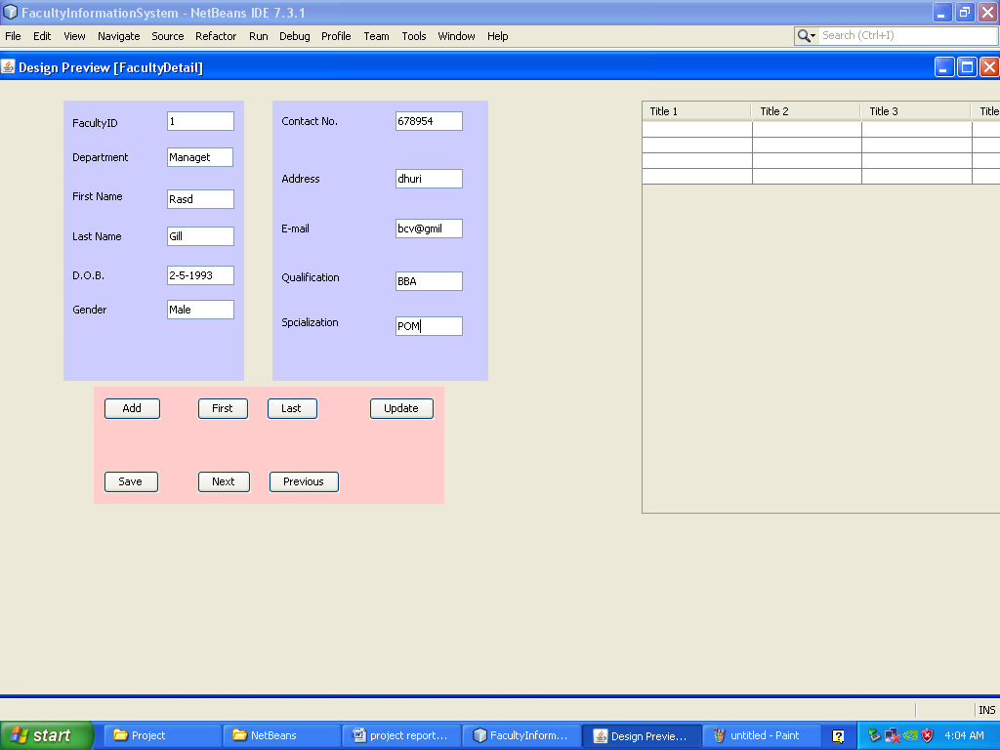 FacultyInformationSystem - NetBeans IDE 7.3.1
File Edit View Navigate Source Refactor Run Debug Profile Team Tools Window Help
Search (Ctrl+I)
Design Preview [FacultyDetail]
FacultyID 1
Department Managet
First Name Rasd
Last Name Gill
D.O.B. 2-5-1993
Gender Male
Contact No. 678954
Address dhuri
E-mail bcv@gmil
Qualification BBA
Spcialization POM
Title 1 Title 2 Title 3 Title
Add First Last Update
Save Next Previous
INS
start Project NetBeans project report... FacultyInform... Design Previe... untitled - Paint 4:04 AM